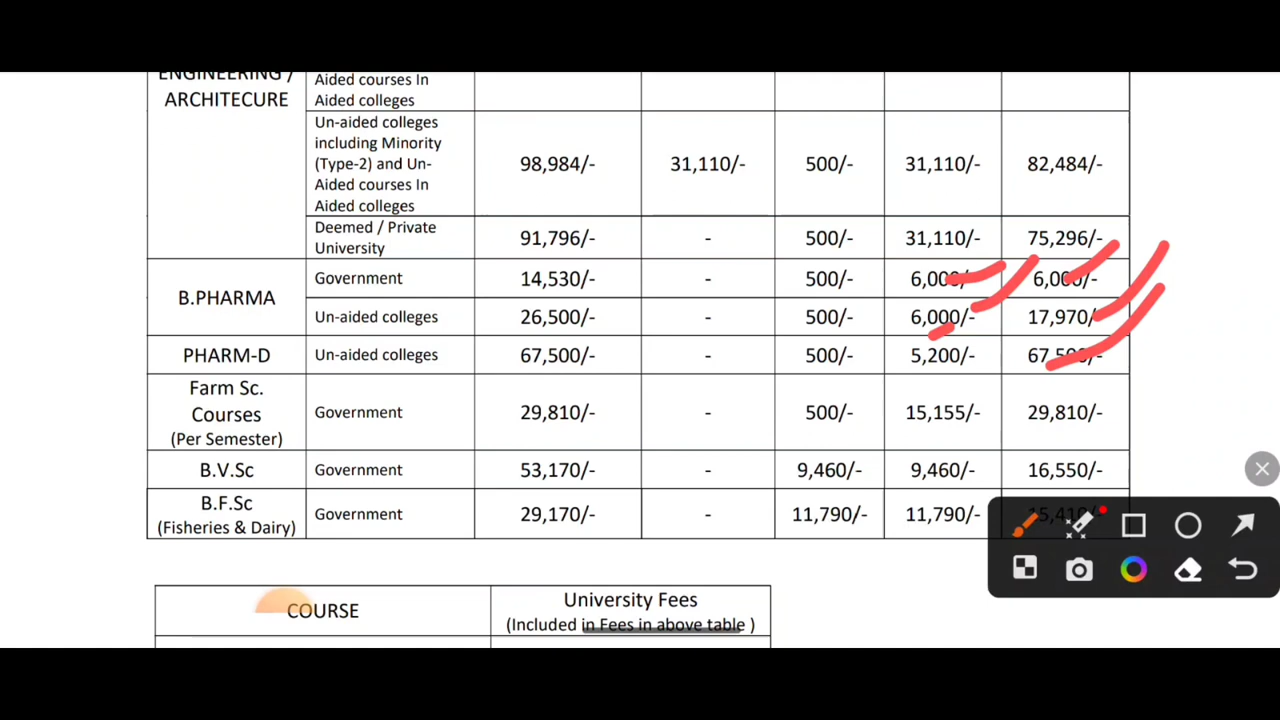 ENGINEERING /
ARCHITECURE
Aided courses In
Aided colleges
Un-aided colleges
including Minority
(Type-2) and Un-
Aided courses In
Aided colleges
98,984/- 31,110/- 500/- 31,110/- 82,484/-
Deemed / Private
University
91,796/- - 500/- 31,110/- 75,296/-
B.PHARMA
Government 14,530/- - 500/- 6,000/- 6,000/-
Un-aided colleges 26,500/- - 500/- 6,000/- 17,970/-
PHARM-D Un-aided colleges 67,500/- - 500/- 5,200/- 67,500/-
Farm Sc.
Courses
(Per Semester)
Government 29,810/- - 500/- 15,155/- 29,810/-
B.V.Sc Government 53,170/- - 9,460/- 9,460/- 16,550/-
B.F.Sc
(Fisheries & Dairy)
Government 29,170/- - 11,790/- 11,790/-
COURSE
University Fees
(Included in Fees in above table )